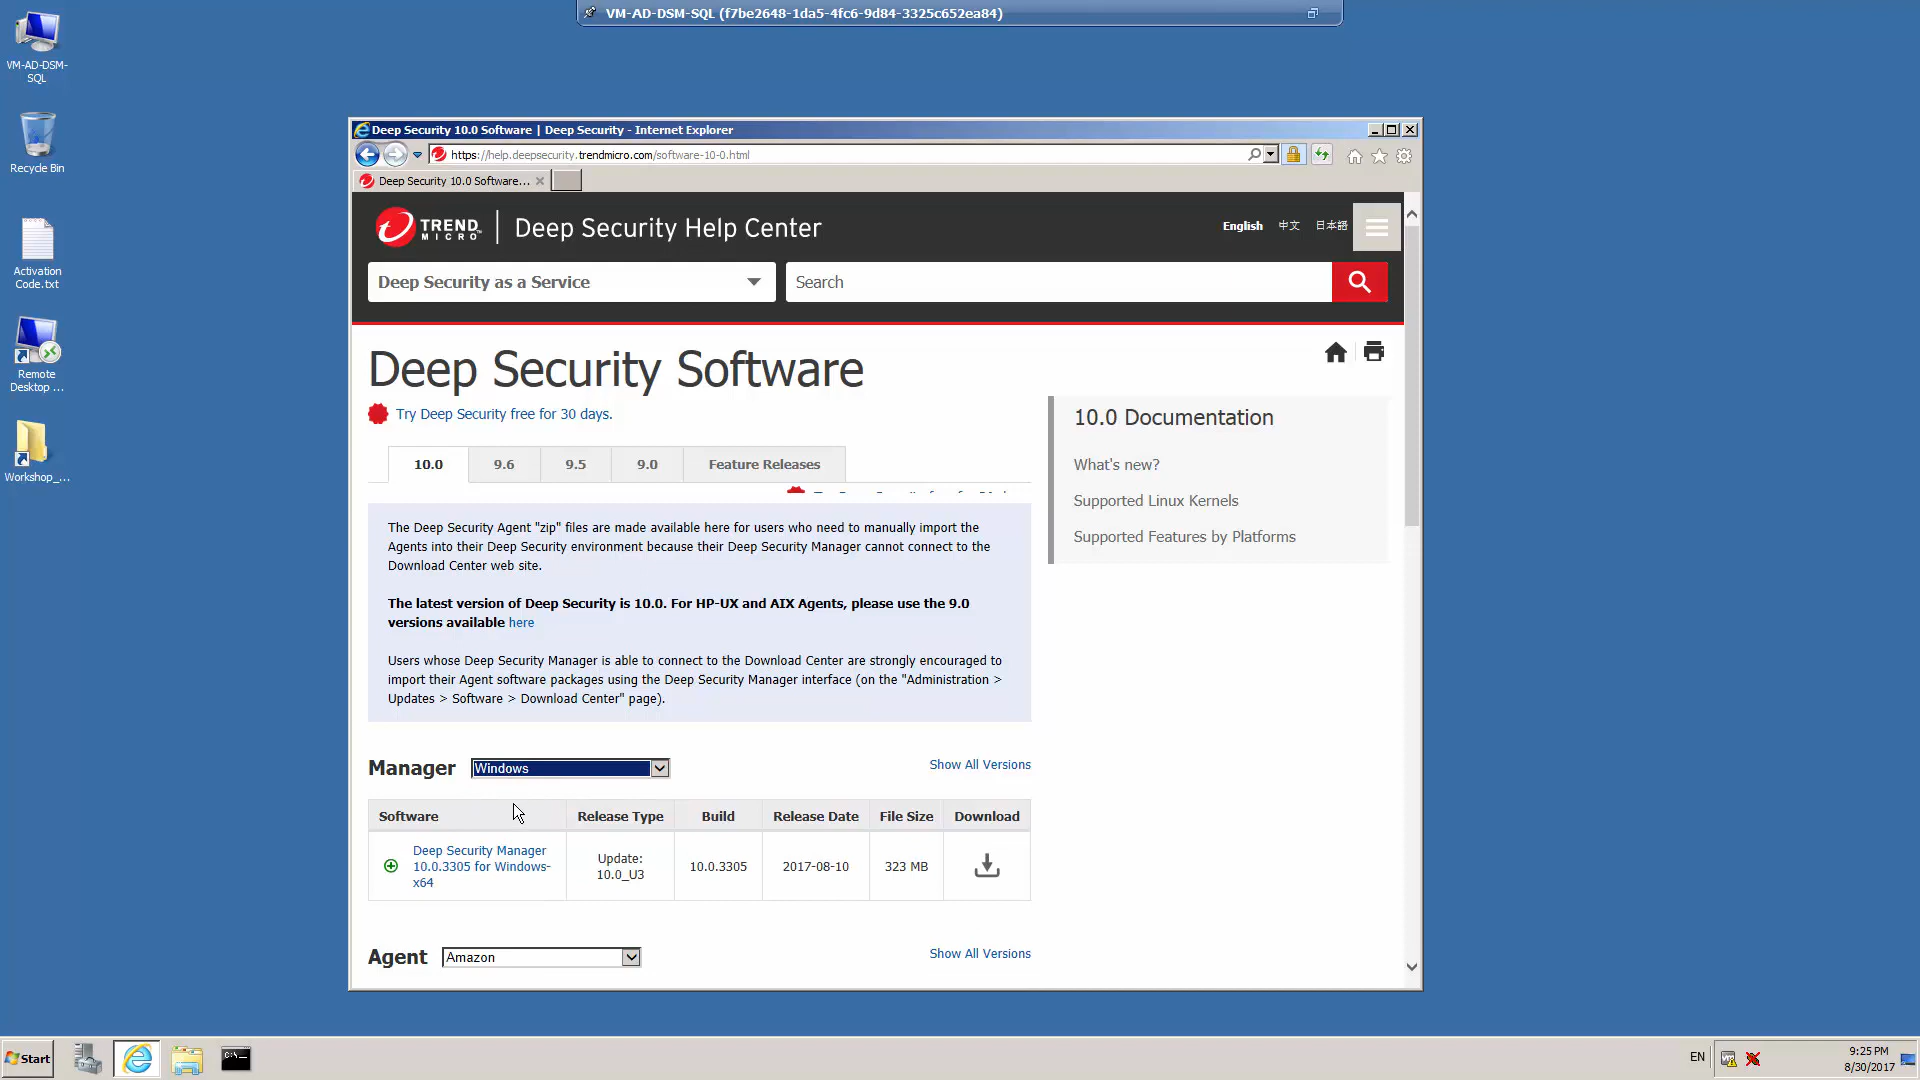 VM-AD-DSM-SQL (f7be2648-1da5-4fc6-9d84-3325c652ea84)
VM-AD-DSM-
SQL
Recycle Bin
Activation
Code.txt
Remote
Desktop ...
Workshop_...
Deep Security 10.0 Software | Deep Security - Internet Explorer
https://help.deepsecurity.trendmicro.com/software-10-0.html
Deep Security 10.0 Software...
TREND MICRO
Deep Security Help Center
English 中文 日本語
Deep Security as a Service
Search
Deep Security Software
Try Deep Security free for 30 days.
10.0 9.6 9.5 9.0 Feature Releases
The Deep Security Agent "zip" files are made available here for users who need to manually import the
Agents into their Deep Security environment because their Deep Security Manager cannot connect to the
Download Center web site.
The latest version of Deep Security is 10.0. For HP-UX and AIX Agents, please use the 9.0
versions available here
Users whose Deep Security Manager is able to connect to the Download Center are strongly encouraged to
import their Agent software packages using the Deep Security Manager interface (on the "Administration >
Updates > Software > Download Center" page).
10.0 Documentation
What's new?
Supported Linux Kernels
Supported Features by Platforms
Manager Windows Show All Versions
Software Release Type Build Release Date File Size Download
Deep Security Manager
10.0.3305 for Windows-
x64
Update:
10.0_U3
10.0.3305
2017-08-10
323 MB
Agent Amazon Show All Versions
Start
C:\...
EN
9:25 PM
8/30/2017